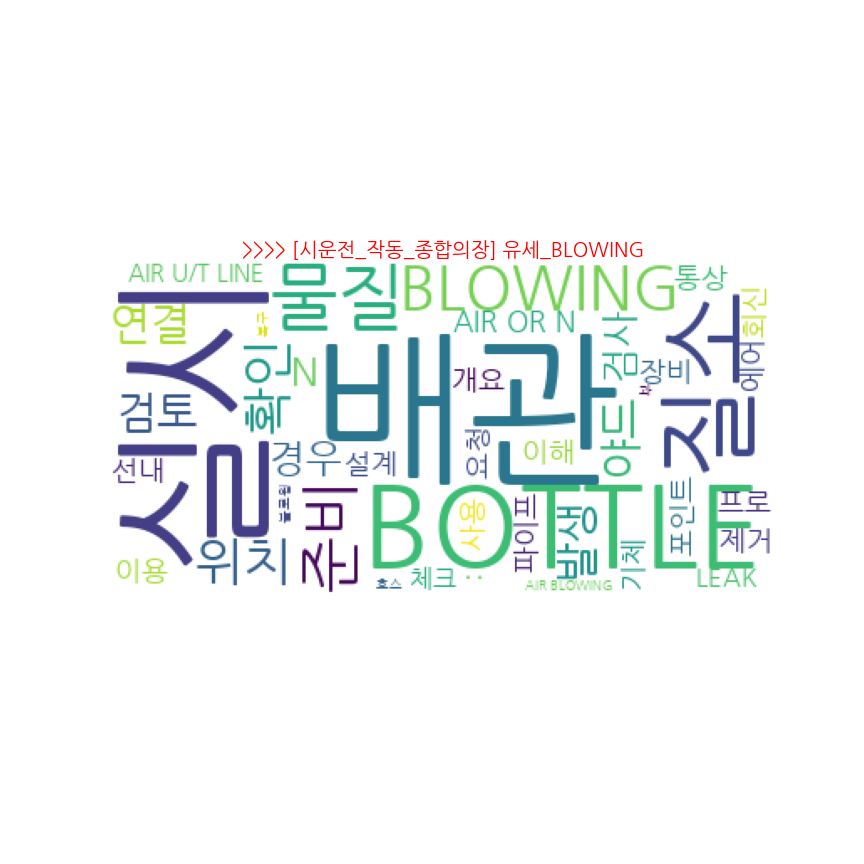 >>>> [시운전_작동_종합의장] 유세_BLOWING
AIR U/T LINE
물질
BLOWING
통상
연결
실시
AIR OR N
회신
확인
N
배관
개요
검사
장비
질소
에어
검토
경우
설계
요청
이해
야드
선내
준비
BOTTLE
사용
파이프
발생
포인트
프로
제거
위치
이용
호스
체크
::
AIR BLOWING
기체
LEAK